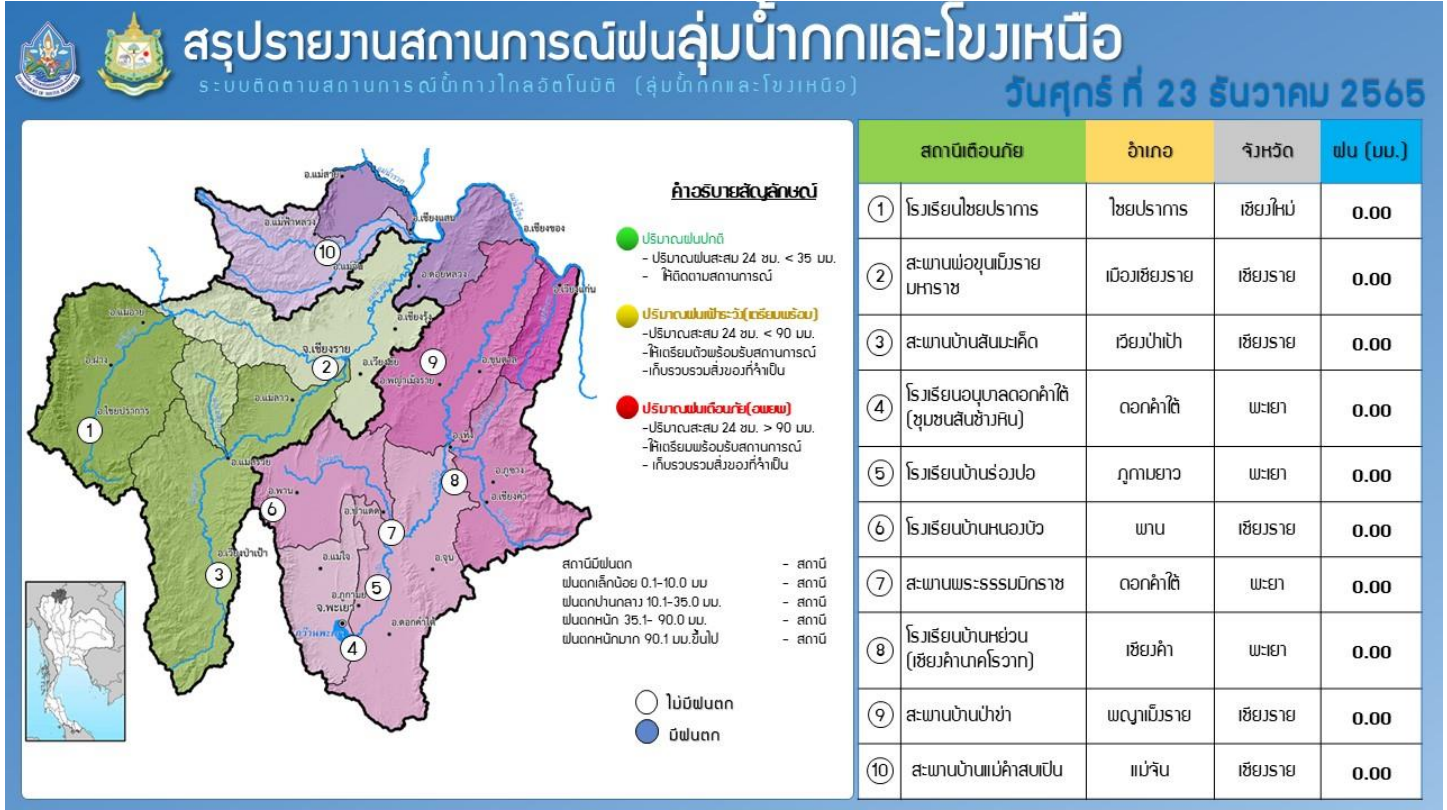 สรุปรายงานสถานการณ์ฝนลุ่มน้ำกกและโขงเหนือ
ระบบติดตามสถานการณ์น้ำทางไกลอัตโนมัติ (ลุ่มน้ำกกและโขงเหนือ)
วันศุกร์ ที่ 23 ธันวาคม 2565
อ.แม่สาย
แม่น้ำรวก
อ.แม่ฟ้าหลวง
อ.เชียงแสน
แม่น้ำโขง
อ.เชียงของ
10
อ.แม่จัน
อ.ดอยหลวง
อ.เวียงแก่น
อ.แม่อาย
อ.เชียงรุ้ง
จ.เชียงราย
อ.ฝาง
2
อ.เวียงชัย
9
อ.ขุนตาล
อ.พญาเม็งราย
อ.แม่ลาว
อ.ไชยปราการ
1
อ.เทิง
อ.แม่สรวย
8
อ.ภูซาง
อ.พาน
อ.เชียงคำ
6
อ.ป่าแดด
7
อ.เวียงป่าเป้า
อ.แม่ใจ
อ.จุน
3
5
อ.ภูกามยาว
จ.พะเยา
อ.ดอกคำใต้
กว๊านพะเยา
4
คำอธิบายสัญลักษณ์
ปริมาณฝนปกติ
- ปริมาณฝนสะสม 24 ชม. < 35 มม.
- ให้ติดตามสถานการณ์
ปริมาณฝนเฝ้าระวัง(เตรียมพร้อม)
-ปริมาณสะสม 24 ชม. < 90 มม.
-ให้เตรียมตัวพร้อมรับสถานการณ์
-เก็บรวบรวมสิ่งของที่จำเป็น
ปริมาณฝนเตือนภัย(อพยพ)
-ปริมาณสะสม 24 ชม. > 90 มม.
-ให้เตรียมพร้อมรับสถานการณ์
- เก็บรวบรวมสิ่งของที่จำเป็น
สถานีมีฝนตก - สถานี
ฝนตกเล็กน้อย 0.1-10.0 มม - สถานี
ฝนตกปานกลาง 10.1-35.0 มม. - สถานี
ฝนตกหนัก 35.1- 90.0 มม. - สถานี
ฝนตกหนักมาก 90.1 มม.ขึ้นไป - สถานี
ไม่มีฝนตก
มีฝนตก
สถานีเตือนภัย อำเภอ จังหวัด ฝน (มม.)
1 โรงเรียนไชยปราการ ไชยปราการ เชียงใหม่ 0.00
2 สะพานพ่อขุนเม็งราย
มหาราช เมืองเชียงราย เชียงราย 0.00
3 สะพานบ้านสันมะเค็ด เวียงป่าเป้า เชียงราย 0.00
4 โรงเรียนอนุบาลดอกคำใต้
(ชุมชนสันช้างหิน) ดอกคำใต้ พะเยา 0.00
5 โรงเรียนบ้านร่องปอ ภูกามยาว พะเยา 0.00
6 โรงเรียนบ้านหนองบัว พาน เชียงราย 0.00
7 สะพานพระธรรมมิกราช ดอกคำใต้ พะยา 0.00
8 โรงเรียนบ้านหย่วน
(เชียงคำนาคโรวาท) เชียงคำ พะเยา 0.00
9 สะพานบ้านป่าข่า พญาเม็งราย เชียงราย 0.00
10 สะพานบ้านแม่คำสบเปิน แม่จัน เชียงราย 0.00